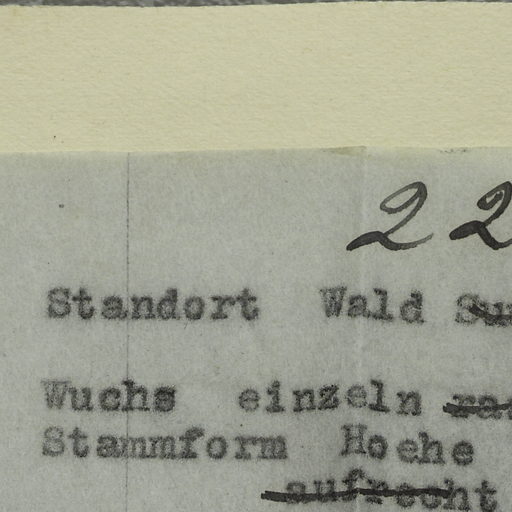 22
Standort Wald
Wuchs einzeln
Stammform Hoehe
aufrecht